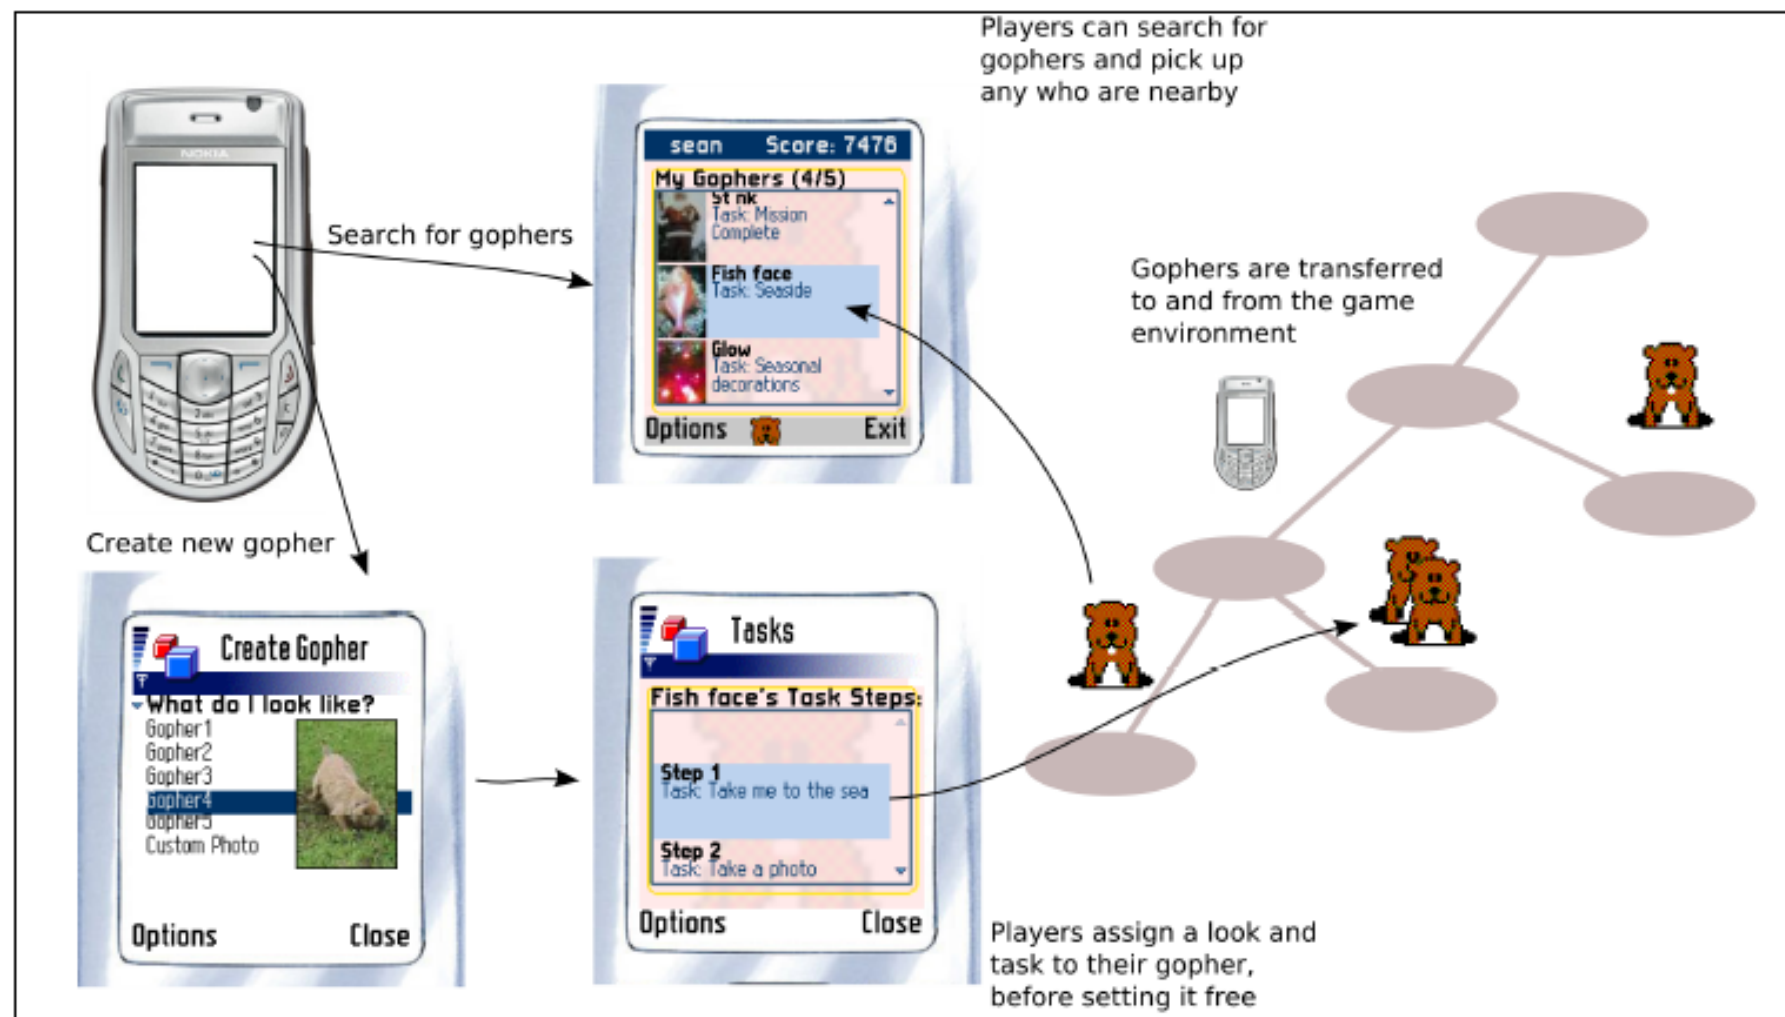 Players can search for
gophers and pick up
any who are nearby
NOKIA
Search for gophers
sean Score: 7476
My Gophers (4/5)
Task: Mission
Complete
Fish face
Task: Seaside
Glow
Task: Seasonal
decorations
Options Exit
Gophers are transferred
to and from the game
environment
Create new gopher
Create Gopher
What do I look like?
Gopher1
Gopher2
Gopher3
Gopher4
Gopher5
Custom Photo
Options Close
Tasks
Fish face's Task Steps:
Step 1
Task: Take me to the sea
Step 2
Task: Take a photo
Options Close
Players assign a look and
task to their gopher,
before setting it free